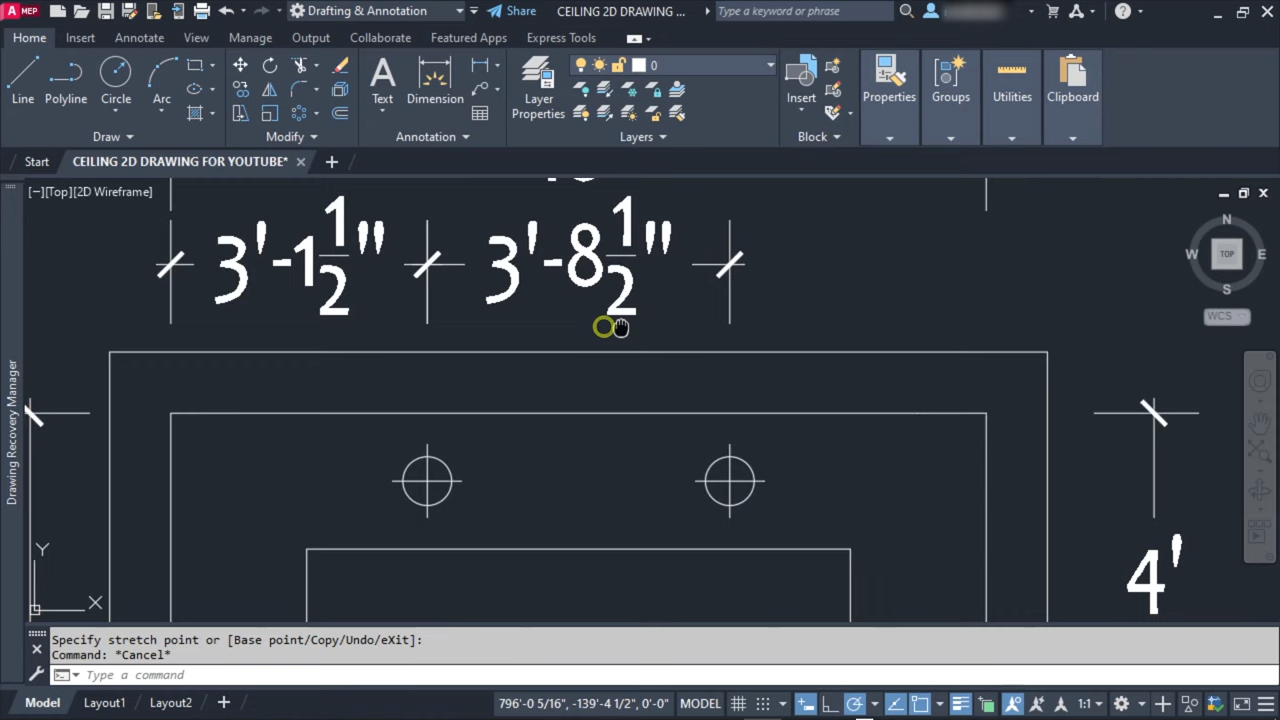 A MEP
Drafting & Annotation
Share
CEILING 2D DRAWING ...
Type a keyword or phrase
Home Insert Annotate View Manage Output Collaborate Featured Apps Express Tools
Line Polyline Circle Arc
Text Dimension
Layer Properties
0
Insert
Properties Groups Utilities Clipboard
Draw Modify Annotation Layers Block
Start CEILING 2D DRAWING FOR YOUTUBE*
[−][Top][2D Wireframe]
N
W TOP E
S
WCS
3'-1 1/2" 3'-8 1/2"
4'
Y
X
Drawing Recovery Manager
Specify stretch point or [Base point/Copy/Undo/eXit]:
Command: *Cancel*
Type a command
Model Layout1 Layout2
796'-0 5/16", -139'-4 1/2", 0'-0" MODEL 1:1